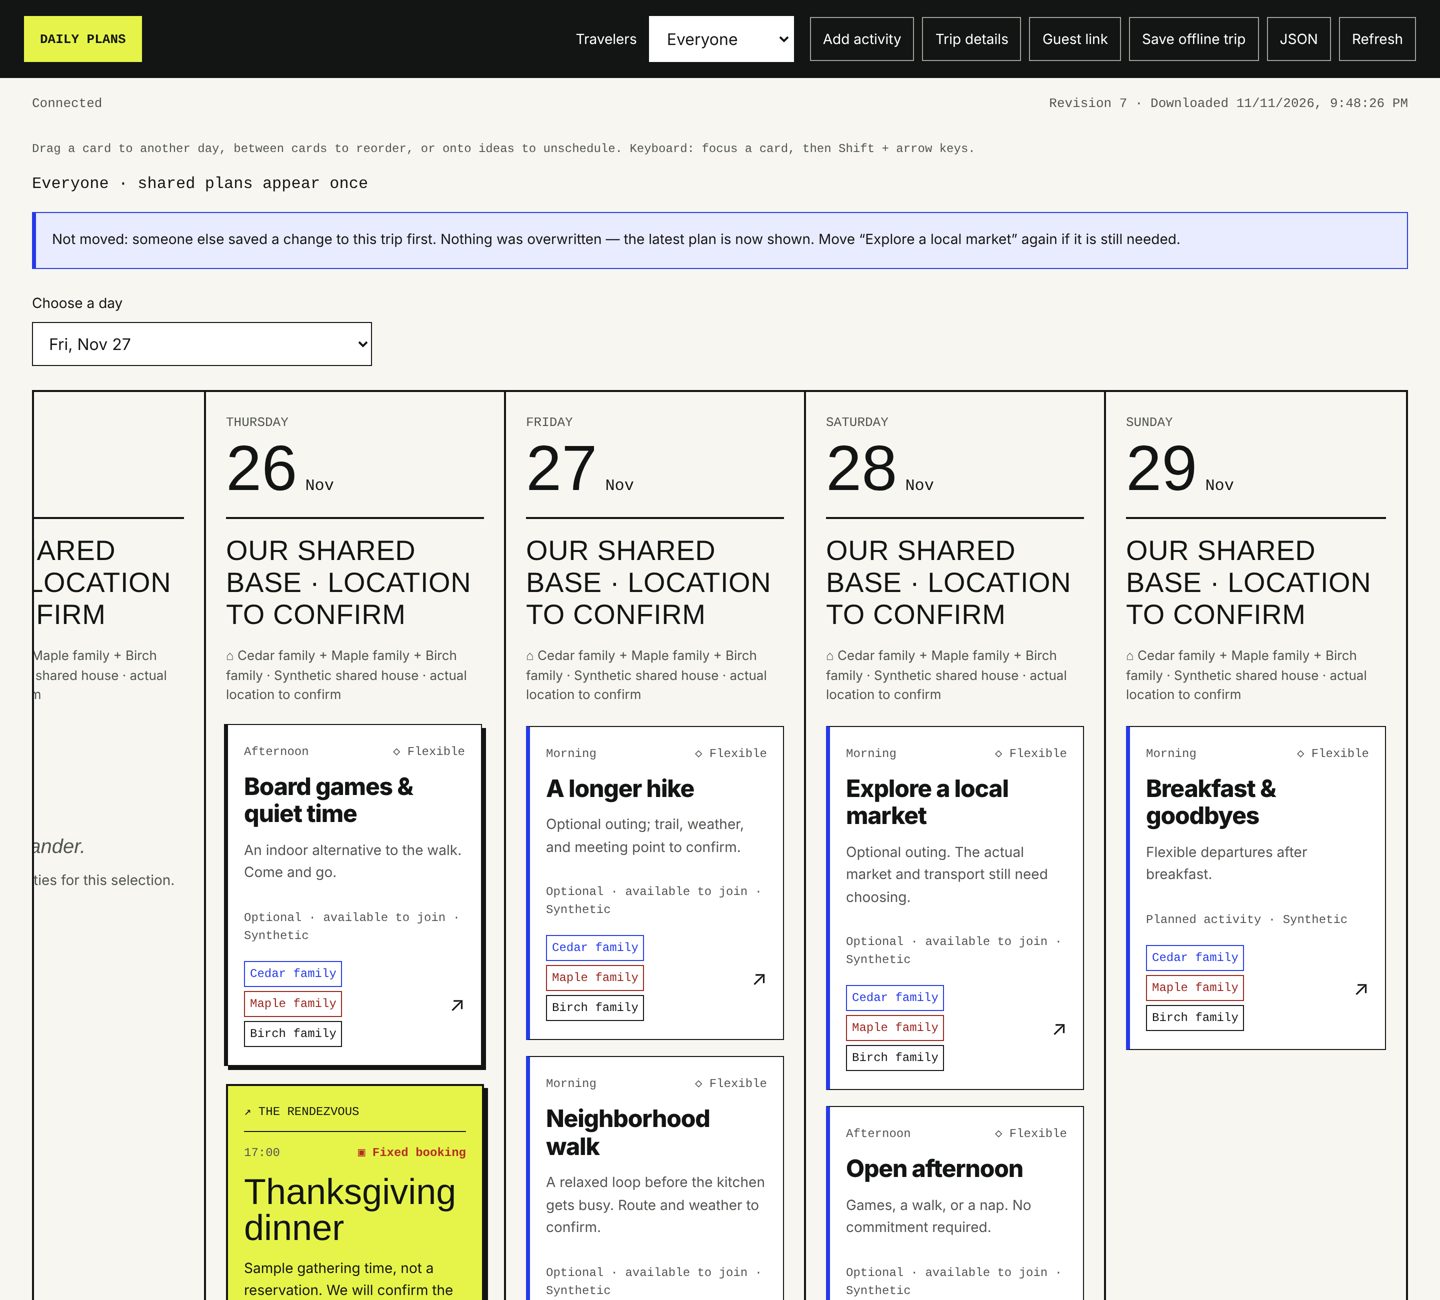 DAILY PLANS
Travelers
Everyone
Add activity
Trip details
Guest link
Save offline trip
JSON
Refresh
Connected
Revision 7 · Downloaded 11/11/2026, 9:48:26 PM
Drag a card to another day, between cards to reorder, or onto ideas to unschedule. Keyboard: focus a card, then Shift + arrow keys.
Everyone · shared plans appear once
Not moved: someone else saved a change to this trip first. Nothing was overwritten — the latest plan is now shown. Move “Explore a local market” again if it is still needed.
Choose a day
Fri, Nov 27
ARED
LOCATION
FIRM
Maple family + Birch
shared house · actual
m
ander.
ties for this selection.
THURSDAY
26 Nov
OUR SHARED
BASE · LOCATION
TO CONFIRM
⌂ Cedar family + Maple family + Birch
family · Synthetic shared house · actual
location to confirm
Afternoon
◇ Flexible
Board games &
quiet time
An indoor alternative to the walk.
Come and go.
Optional · available to join ·
Synthetic
Cedar family
Maple family
Birch family
↗
↗ THE RENDEZVOUS
17:00
▣ Fixed booking
Thanksgiving
dinner
Sample gathering time, not a
reservation. We will confirm the
FRIDAY
27 Nov
OUR SHARED
BASE · LOCATION
TO CONFIRM
⌂ Cedar family + Maple family + Birch
family · Synthetic shared house · actual
location to confirm
Morning
◇ Flexible
A longer hike
Optional outing; trail, weather,
and meeting point to confirm.
Optional · available to join ·
Synthetic
Cedar family
Maple family
Birch family
↗
Morning
◇ Flexible
Neighborhood
walk
A relaxed loop before the kitchen
gets busy. Route and weather to
confirm.
Optional · available to join ·
Synthetic
SATURDAY
28 Nov
OUR SHARED
BASE · LOCATION
TO CONFIRM
⌂ Cedar family + Maple family + Birch
family · Synthetic shared house · actual
location to confirm
Morning
◇ Flexible
Explore a local
market
Optional outing. The actual
market and transport still need
choosing.
Optional · available to join ·
Synthetic
Cedar family
Maple family
Birch family
↗
Afternoon
◇ Flexible
Open afternoon
Games, a walk, or a nap. No
commitment required.
Optional · available to join ·
Synthetic
SUNDAY
29 Nov
OUR SHARED
BASE · LOCATION
TO CONFIRM
⌂ Cedar family + Maple family + Birch
family · Synthetic shared house · actual
location to confirm
Morning
◇ Flexible
Breakfast &
goodbyes
Flexible departures after
breakfast.
Planned activity · Synthetic
Cedar family
Maple family
Birch family
↗